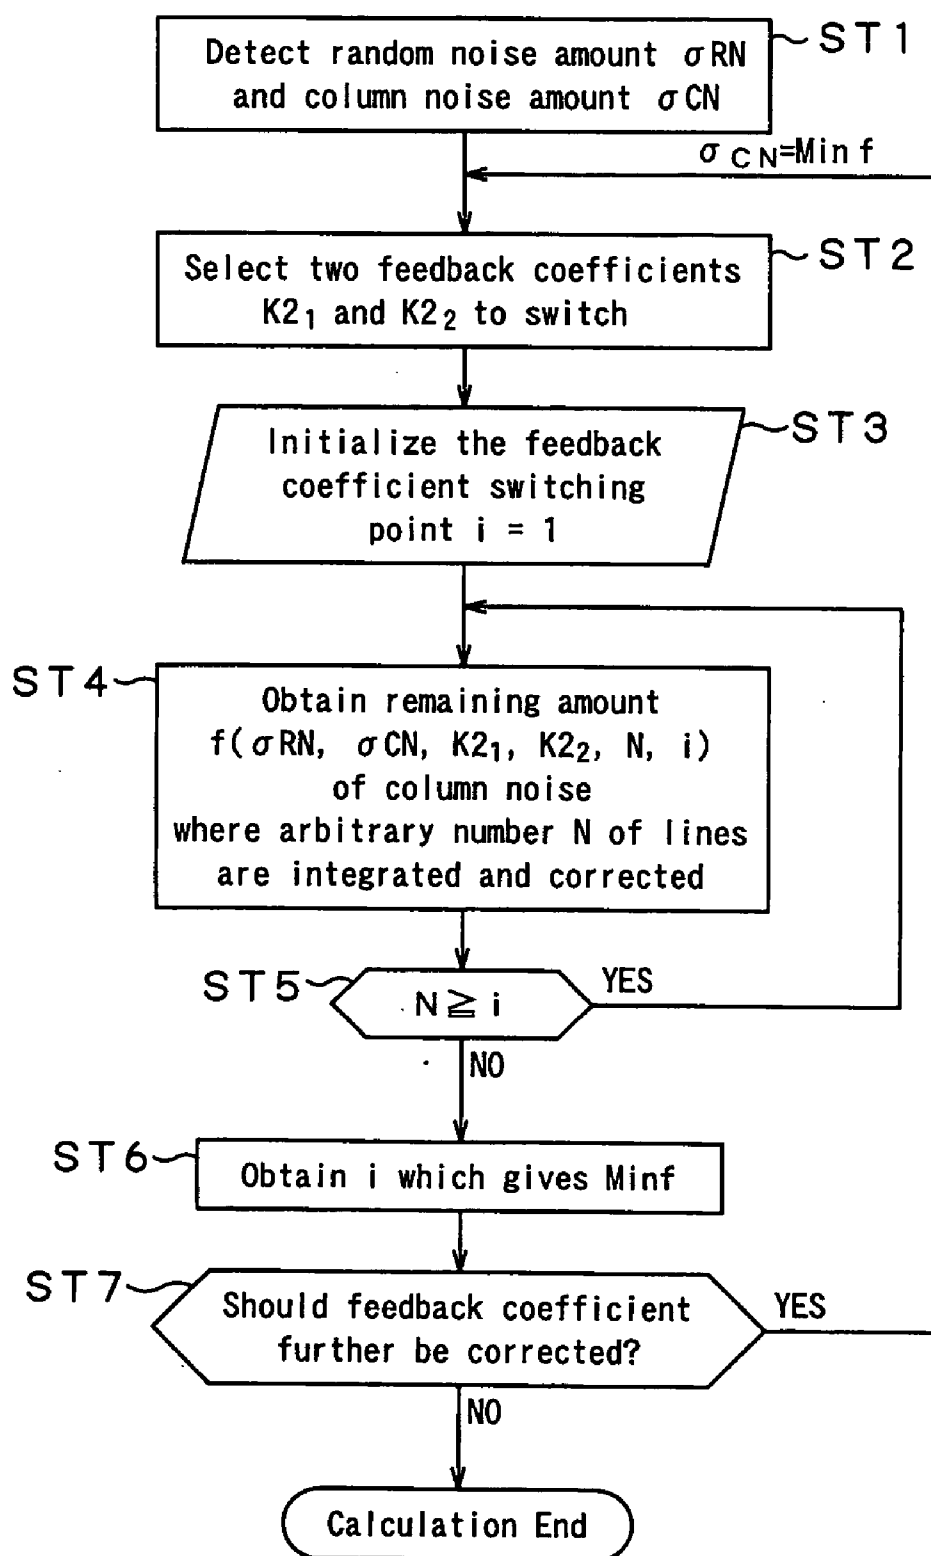 Detect random noise amount σRN
and column noise amount σCN
ST1
σCN=Minf
Select two feedback coefficients
K2₁ and K2₂ to switch
ST2
Initialize the feedback
coefficient switching
point i = 1
ST3
ST4
Obtain remaining amount
f(σRN, σCN, K2₁, K2₂, N, i)
of column noise
where arbitrary number N of lines
are integrated and corrected
ST5
N ≧ i
YES
NO
ST6
Obtain i which gives Minf
ST7
Should feedback coefficient
further be corrected?
YES
NO
Calculation End